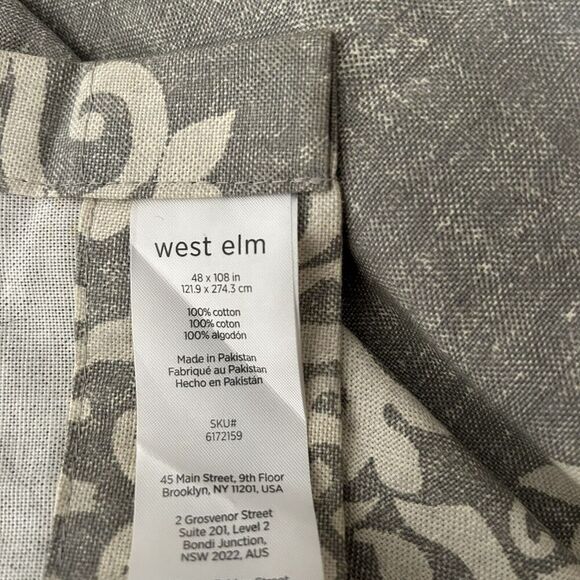 west elm
48 x 108 in
121.9 x 274.3 cm
100% cotton
100% coton
100% algodón
Made in Pakistan
Fabriqué au Pakistan
Hecho en Pakistán
SKU#
6172159
45 Main Street, 9th Floor
Brooklyn, NY 11201, USA
2 Grosvenor Street
Suite 201, Level 2
Bondi Junction,
NSW 2022, AUS